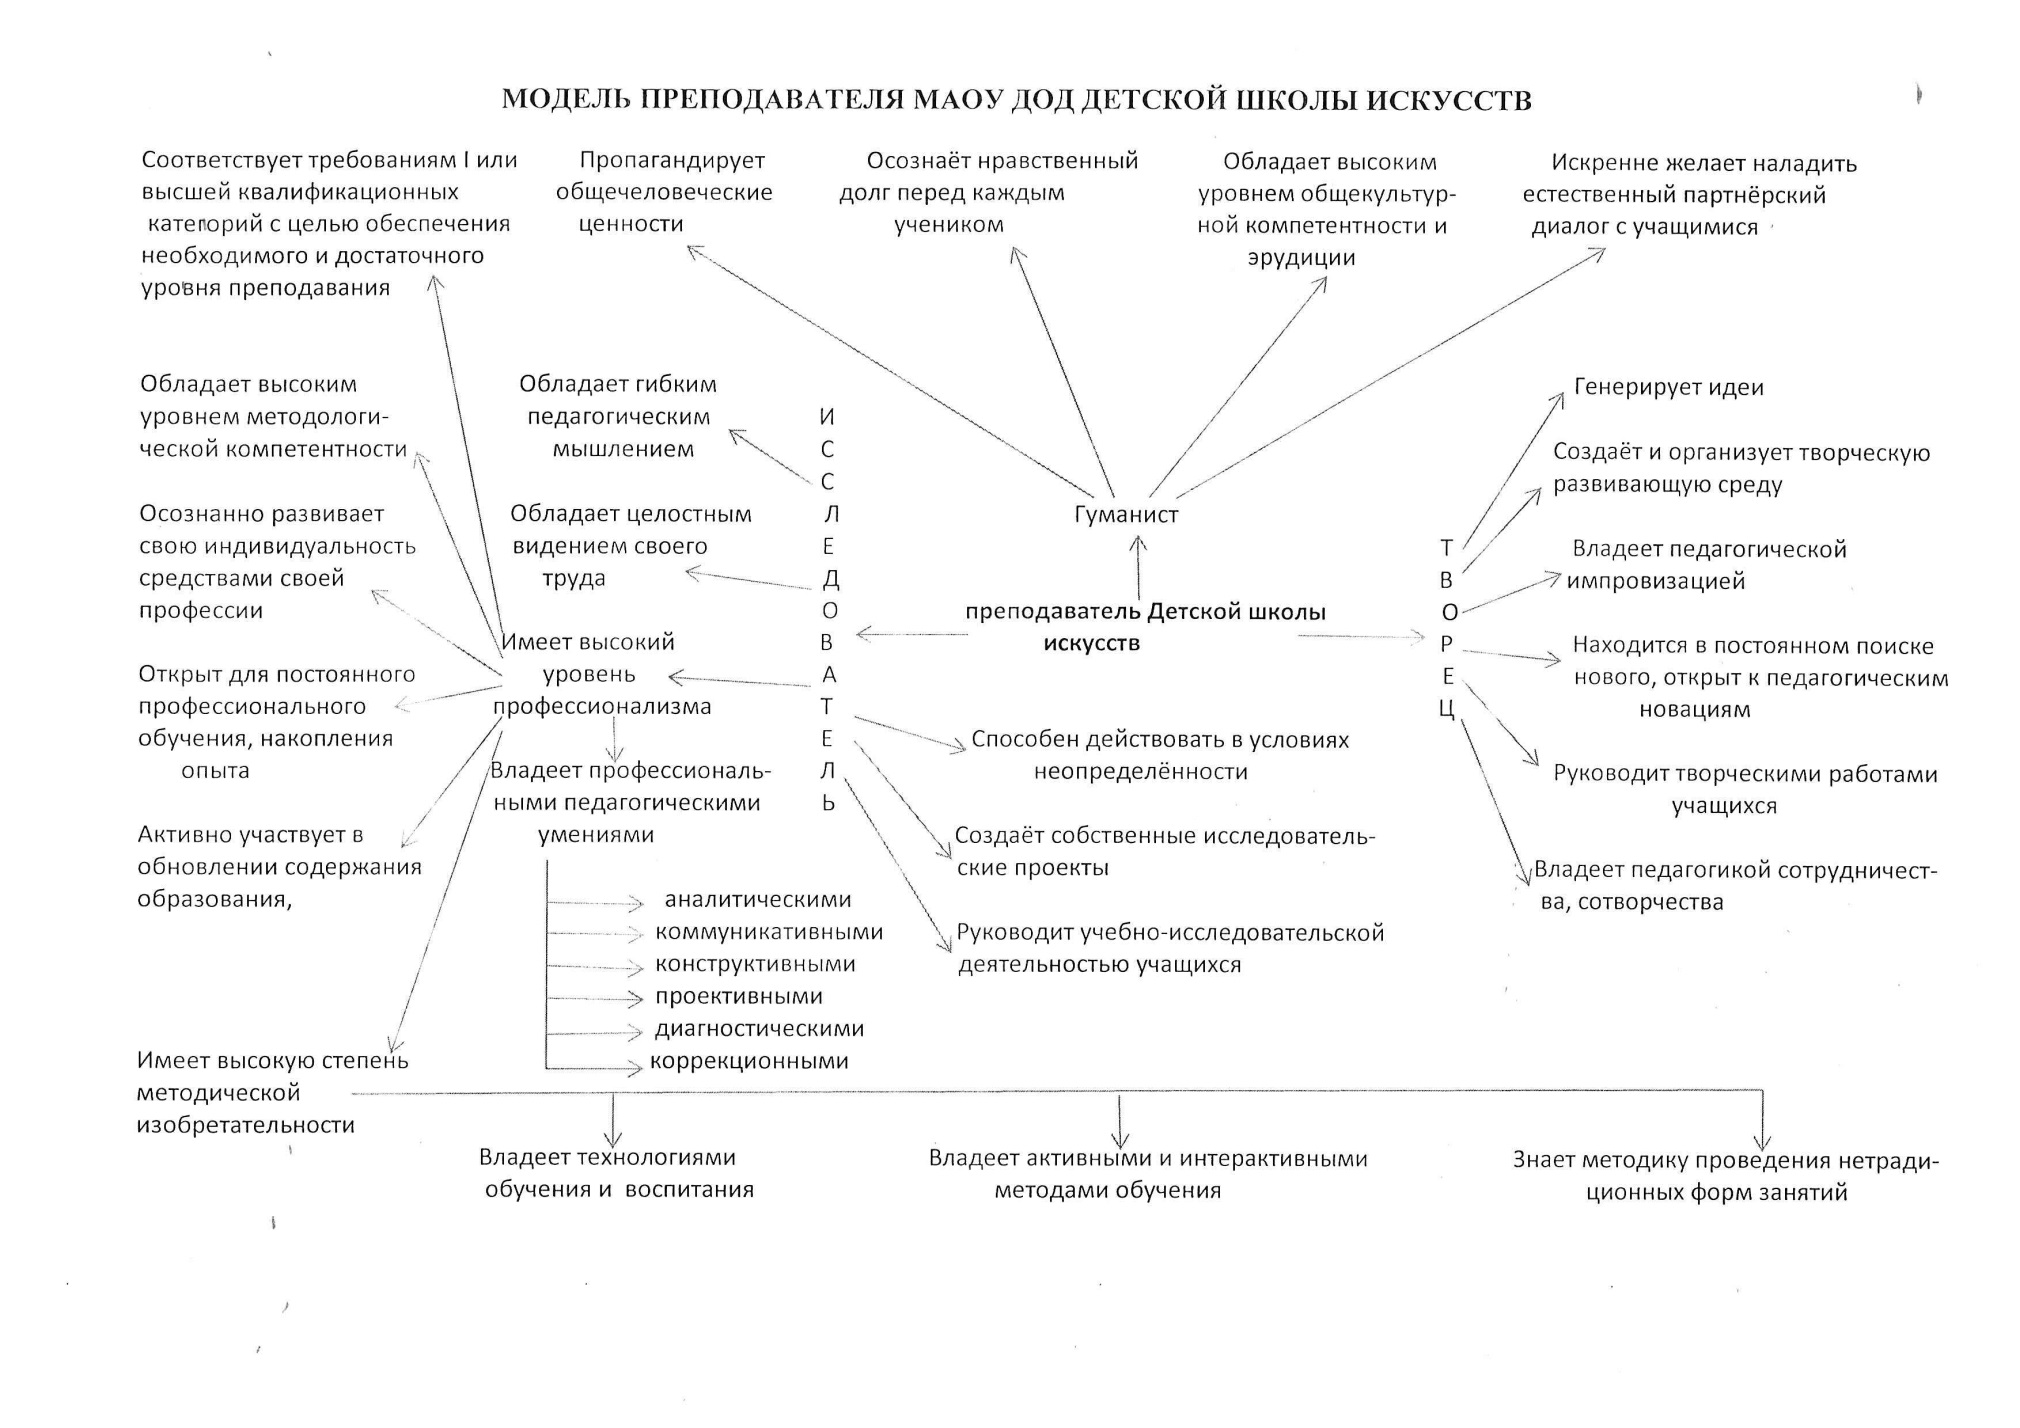 МОДЕЛЬ ПРЕПОДАВАТЕЛЯ МАОУ ДОД ДЕТСКОЙ ШКОЛЫ ИСКУССТВ
Соответствует требованиям I или
высшей квалификационных
категорий с целью обеспечения
необходимого и достаточного
уровня преподавания
Пропагандирует
общечеловеческие
ценности
Осознаёт нравственный
долг перед каждым
учеником
Обладает высоким
уровнем общекультур-
ной компетентности и
эрудиции
Искренне желает наладить
естественный партнёрский
диалог с учащимися
Обладает высоким
уровнем методологи-
ческой компетентности
Осознанно развивает
свою индивидуальность
средствами своей
профессии
Открыт для постоянного
профессионального
обучения, накопления
опыта
Активно участвует в
обновлении содержания
образования,
Имеет высокую степень
методической
изобретательности
Обладает гибким
педагогическим
мышлением
Обладает целостным
видением своего
труда
Имеет высокий
уровень
профессионализма
Владеет профессиональ-
ными педагогическими
умениями
аналитическими
коммуникативными
конструктивными
проективными
диагностическими
коррекционными
ИССЛЕДОВАТЕЛЬ
Гуманист
преподаватель Детской школы
искусств
Способен действовать в условиях
неопределённости
Создаёт собственные исследователь-
ские проекты
Руководит учебно-исследовательской
деятельностью учащихся
ТВОРЕЦ
Генерирует идеи
Создаёт и организует творческую
развивающую среду
Владеет педагогической
импровизацией
Находится в постоянном поиске
нового, открыт к педагогическим
новациям
Руководит творческими работами
учащихся
Владеет педагогикой сотрудничест-
ва, сотворчества
Владеет технологиями
обучения и воспитания
Владеет активными и интерактивными
методами обучения
Знает методику проведения нетради-
ционных форм занятий